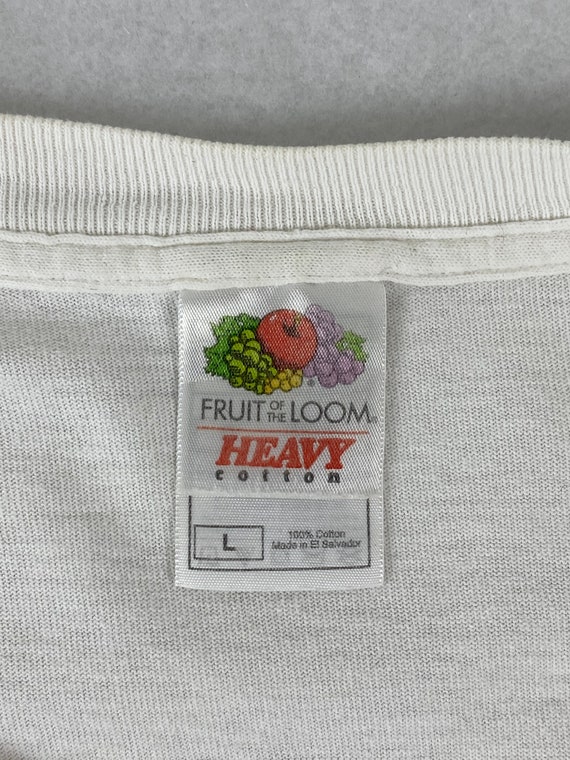 ®
FRUIT OF THE LOOM®
HEAVY
cotton
L
100% Cotton
Made in El Salvador